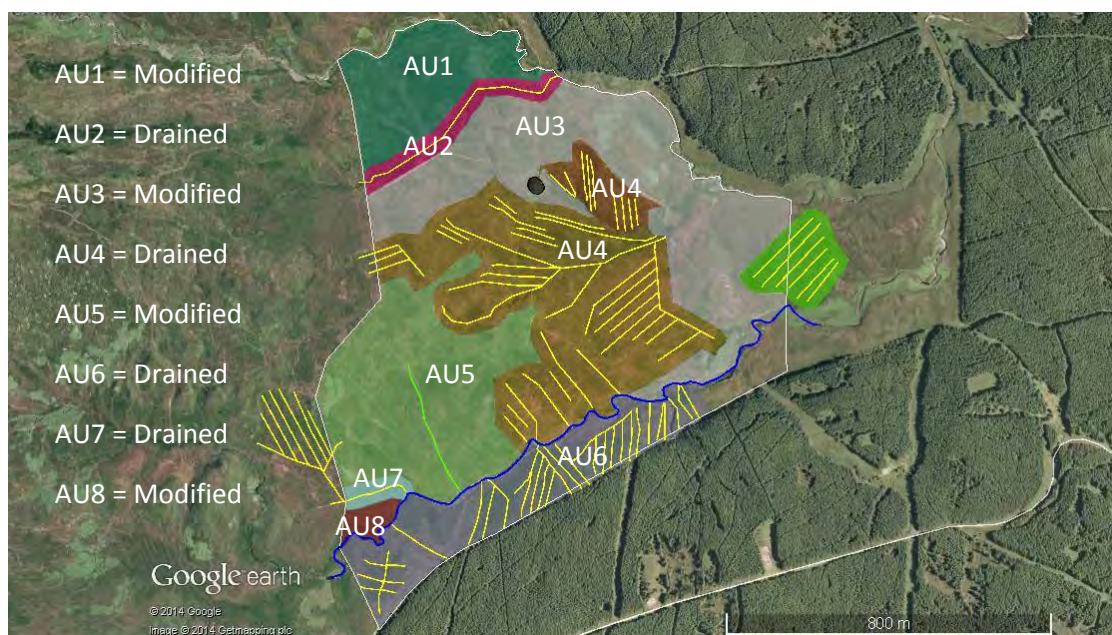 AU1 = Modified
AU2 = Drained
AU3 = Modified
AU4 = Drained
AU5 = Modified
AU6 = Drained
AU7 = Drained
AU8 = Modified
AU1
AU2
AU3
AU4
AU4
AU5
AU6
AU7
AU8
Google earth
© 2014 Google
Image © 2014 Getmapping plc
800 m